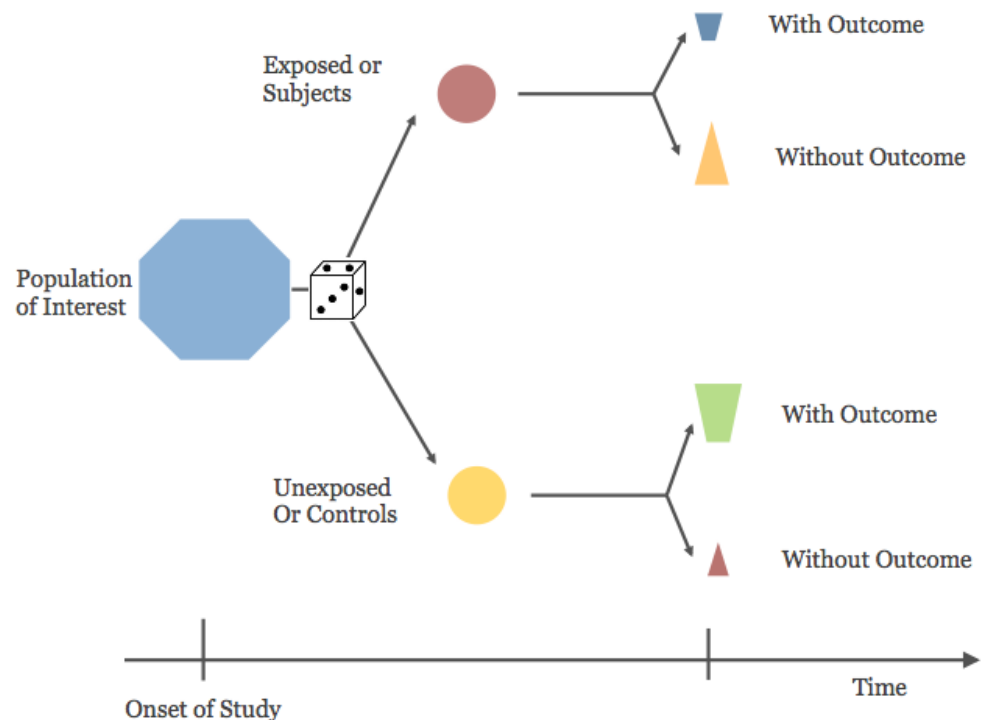 With Outcome
Exposed or
Subjects
Without Outcome
Population
of Interest
With Outcome
Unexposed
Or Controls
Without Outcome
Time
Onset of Study